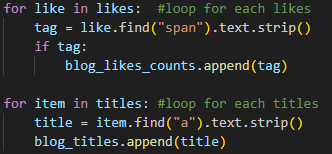 for like in likes:  #loop for each likes
    tag = like.find("span").text.strip()
    if tag:
        blog_likes_counts.append(tag)

for item in titles: #loop for each titles
    title = item.find("a").text.strip()
    blog_titles.append(title)